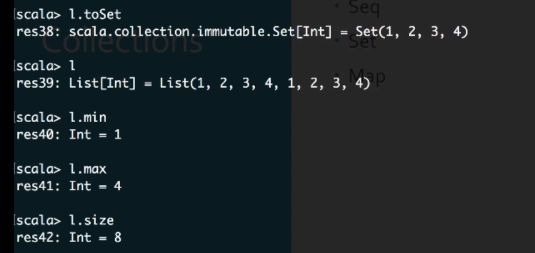 scala> l.toSet
res38: scala.collection.immutable.Set[Int] = Set(1, 2, 3, 4)
scala> l
res39: List[Int] = List(1, 2, 3, 4, 1, 2, 3, 4)
scala> l.min
res40: Int = 1
scala> l.max
res41: Int = 4
scala> l.size
res42: Int = 8
Collections
• Seq
• Set
• Map